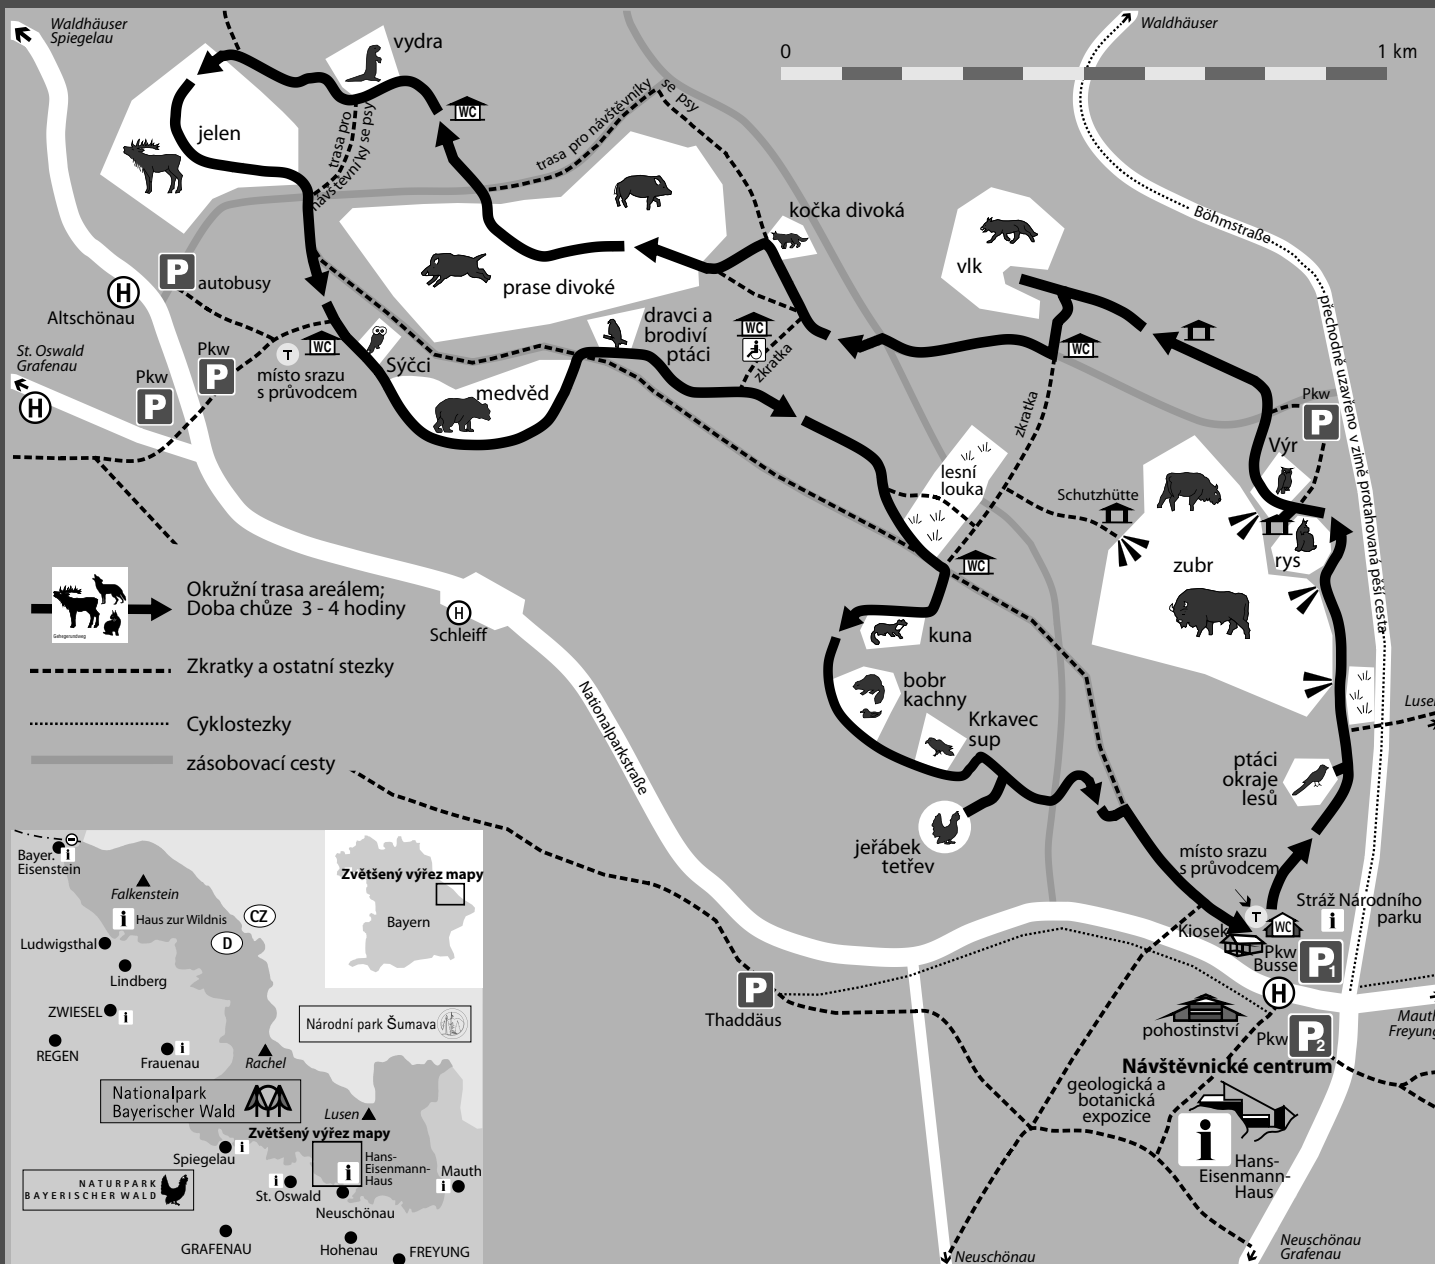 Waldhäuser
Spiegelau
vydra
Waldhäuser
0
1 km
WC
se psy
trasa pro návštěvníky
jelen
trasa pro
návštěvní'ky se psy
kočka divoká
Böhmstraße
vlk
P
autobusy
prase divoké
H
Altschönau
dravci a
brodiví
ptáci
WC
zkratka
WC
přechodně uzavřeno v zimě protahovaná pěší cesta
St. Oswald
Grafenau
Pkw
P
T
WC
místo srazu
s průvodcem
Sýčci
Pkw
P
H
medvěd
Pkw
P
zkratka
Výr
lesní
louka
Schutzhütte
zubr
rys
WC
Gehegerundweg
Okružní trasa areálem;
Doba chůze 3 - 4 hodiny
H
Schleiff
kuna
Zkratky a ostatní stezky
bobr
kachny
Nationalparkstraße
Krkavec
sup
Cyklostezky
zásobovací cesty
ptáci
okraje
lesů
jeřábek
tetřev
místo srazu
s průvodcem
T
WC
Stráž Národního
parku
i
Kiosek
Pkw
Busse
P1
H
P
Thaddäus
pohostinství
Pkw
P2
Mauth
Freyung
Návštěvnické centrum
geologická a
botanická
expozice
i
Hans-
Eisenmann-
Haus
Neuschönau
Neuschönau
Grafenau
Bayer.
Eisenstein
i
Falkenstein
i Haus zur Wildnis
CZ
D
Ludwigsthal
Lindberg
ZWIESEL
i
REGEN
Frauenau
i
Rachel
Zvětšený výřez mapy
Bayern
Národní park Šumava
Nationalpark
Bayerischer Wald
Lusen
Zvětšený výřez mapy
Spiegelau
i
i
Hans-
Eisenmann-
Haus
NATURPARK
BAYERISCHER WALD
i
St. Oswald
Mauth
i
Neuschönau
GRAFENAU
Hohenau
FREYUNG